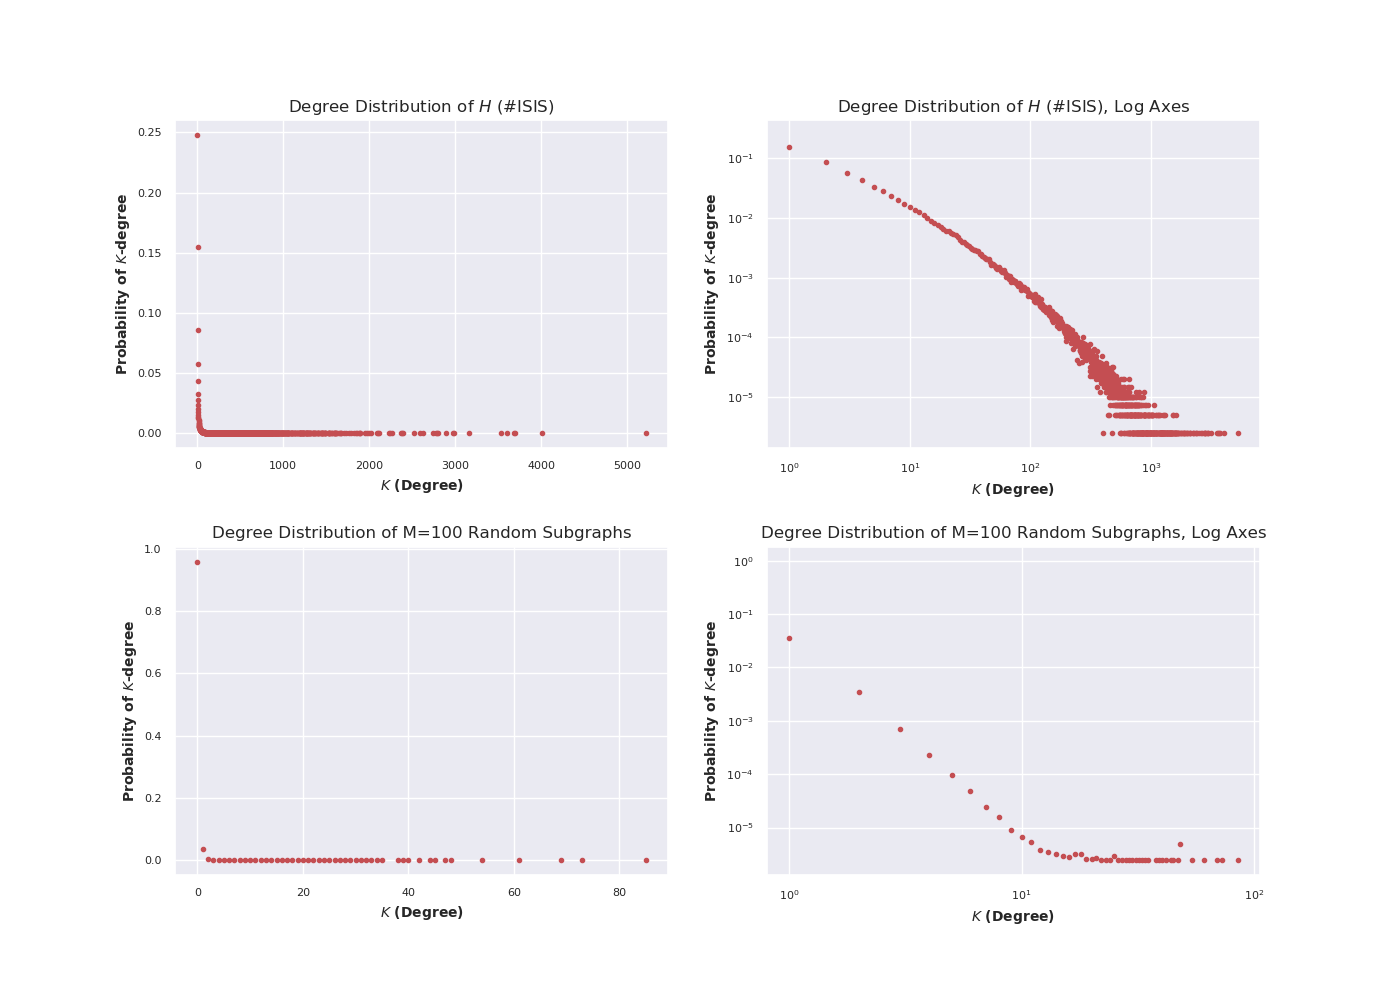 Degree Distribution of H (#ISIS)
Probability of K-degree
0.25
0.20
0.15
0.10
0.05
0.00
0 1000 2000 3000 4000 5000
K (Degree)
Degree Distribution of H (#ISIS), Log Axes
Probability of K-degree
10⁻¹
10⁻²
10⁻³
10⁻⁴
10⁻⁵
10⁰ 10¹ 10² 10³
K (Degree)
Degree Distribution of M=100 Random Subgraphs
Probability of K-degree
1.0
0.8
0.6
0.4
0.2
0.0
0 20 40 60 80
K (Degree)
Degree Distribution of M=100 Random Subgraphs, Log Axes
Probability of K-degree
10⁰
10⁻¹
10⁻²
10⁻³
10⁻⁴
10⁻⁵
10⁰ 10¹ 10²
K (Degree)